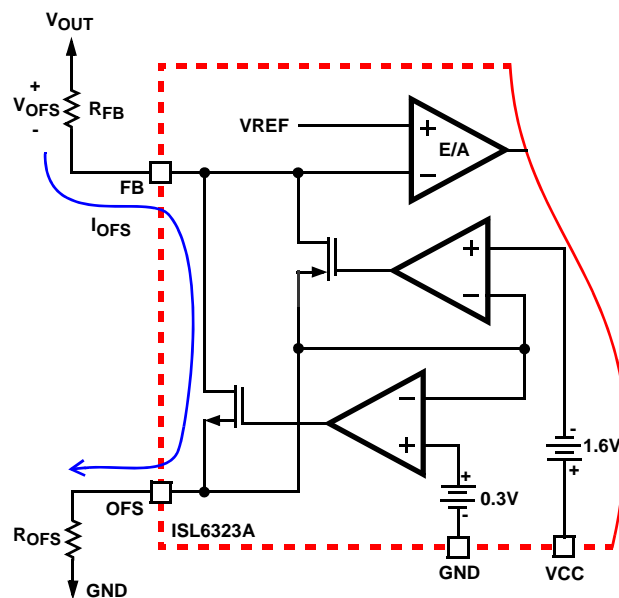 VOUT
+
VOFS
-
RFB
VREF
+
E/A
-
FB
IOFS
+
-
-
+
-
1.6V
+
+
0.3V
-
OFS
ISL6323A
ROFS
GND
GND
VCC